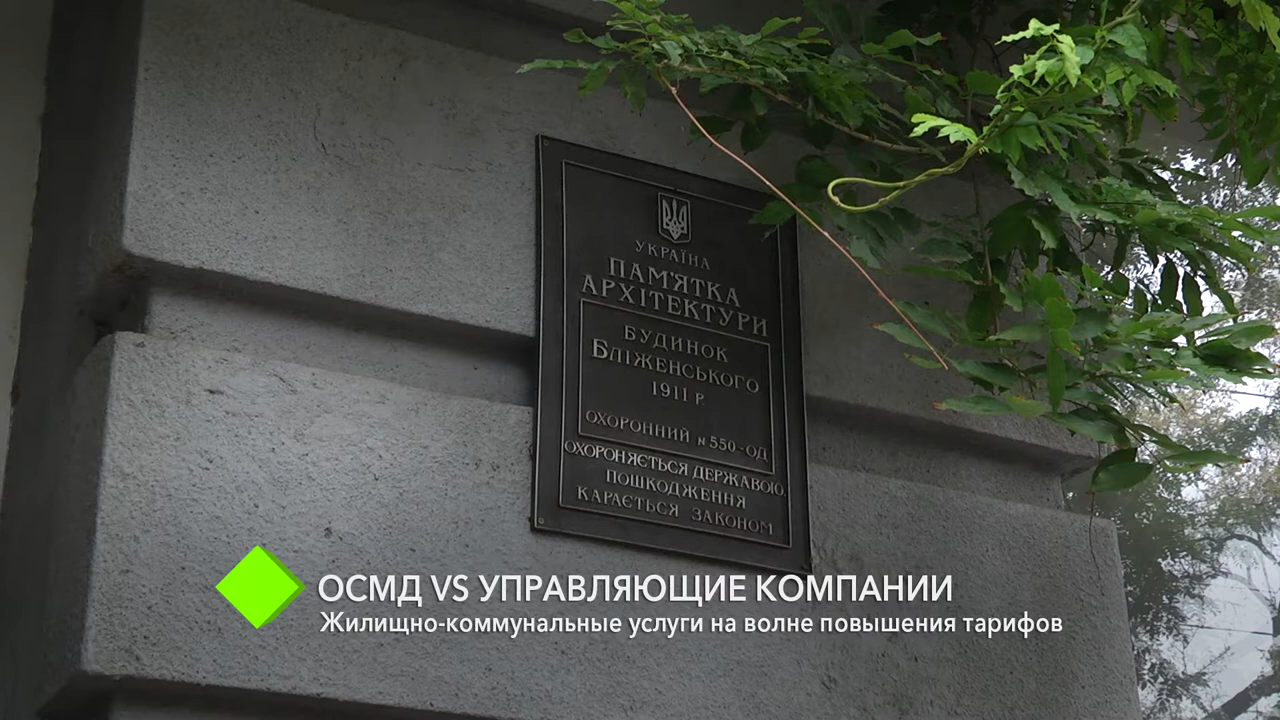 УКРАЇНА
ПАМ'ЯТКА
АРХІТЕКТУРИ
БУДИНОК
БЛІЖЕНСЬКОГО
1911 Р.
ОХОРОННИЙ N 550-ОД
ОХОРОНЯЄТЬСЯ ДЕРЖАВОЮ.
ПОШКОДЖЕННЯ
КАРАЄТЬСЯ ЗАКОНОМ
ОСМД VS УПРАВЛЯЮЩИЕ КОМПАНИИ
Жилищно-коммунальные услуги на волне повышения тарифов